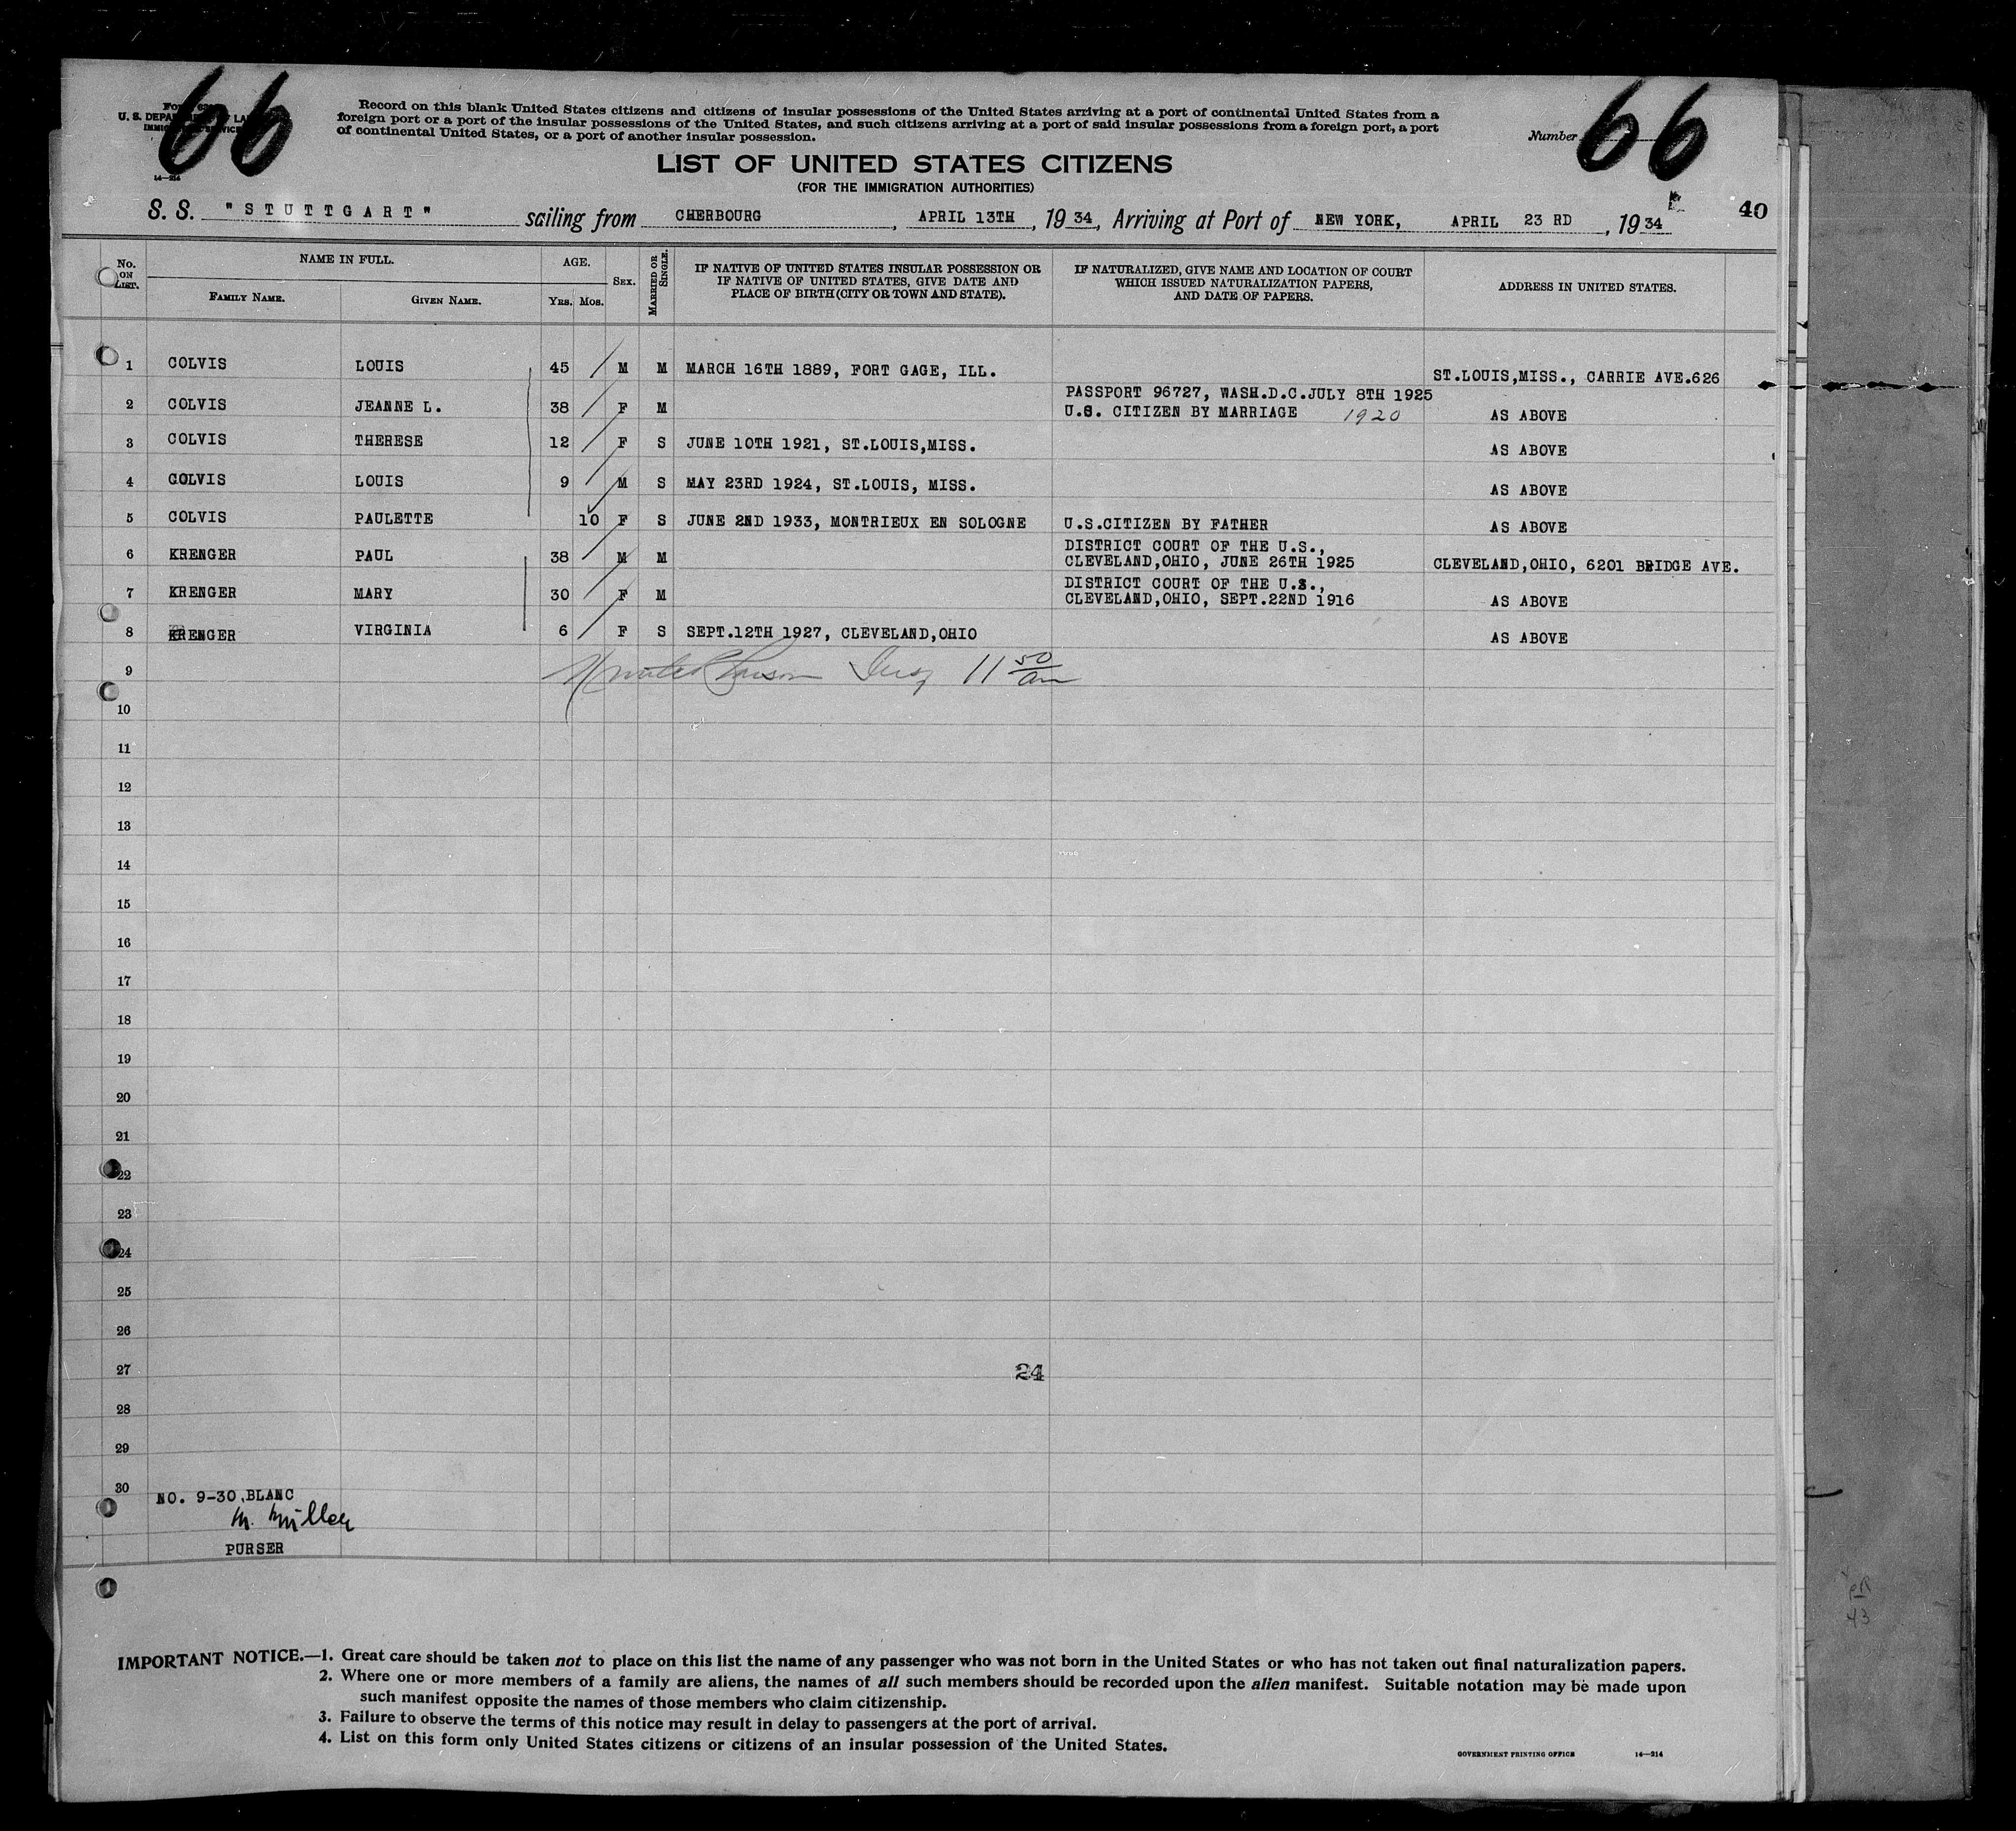 66 66
Form 630
U. S. DEPARTMENT OF LABOR
IMMIGRATION SERVICE
14—214
Record on this blank United States citizens and citizens of insular possessions of the United States arriving at a port of continental United States from a
foreign port or a port of the insular possessions of the United States, and such citizens arriving at a port of said insular possessions from a foreign port, a port
of continental United States, or a port of another insular possession.
Number
LIST OF UNITED STATES CITIZENS
(FOR THE IMMIGRATION AUTHORITIES)
40
S. S. "STUTTGART" sailing from CHERBOURG, APRIL 13TH, 1934, Arriving at Port of NEW YORK, APRIL 23 RD, 1934
No. ON LIST. NAME IN FULL. FAMILY NAME. GIVEN NAME. AGE. YRS. MOS. SEX. MARRIED OR SINGLE. IF NATIVE OF UNITED STATES INSULAR POSSESSION OR IF NATIVE OF UNITED STATES, GIVE DATE AND PLACE OF BIRTH (CITY OR TOWN AND STATE). IF NATURALIZED, GIVE NAME AND LOCATION OF COURT WHICH ISSUED NATURALIZATION PAPERS, AND DATE OF PAPERS. ADDRESS IN UNITED STATES.
1 COLVIS LOUIS 45 M M MARCH 16TH 1889, FORT GAGE, ILL. ST.LOUIS,MISS., CARRIE AVE.626
PASSPORT 96727, WASH.D.C.JULY 8TH 1925
2 COLVIS JEANNE L. 38 F M U.S. CITIZEN BY MARRIAGE 1920 AS ABOVE
3 COLVIS THERESE 12 F S JUNE 10TH 1921, ST.LOUIS,MISS. AS ABOVE
4 COLVIS LOUIS 9 M S MAY 23RD 1924, ST.LOUIS, MISS. AS ABOVE
5 COLVIS PAULETTE 10 F S JUNE 2ND 1933, MONTRIEUX EN SOLOGNE U.S.CITIZEN BY FATHER AS ABOVE
DISTRICT COURT OF THE U.S.,
6 KRENGER PAUL 38 M M CLEVELAND,OHIO, JUNE 26TH 1925 CLEVELAND,OHIO, 6201 BRIDGE AVE.
DISTRICT COURT OF THE U.S.,
7 KRENGER MARY 30 F M CLEVELAND,OHIO, SEPT.22ND 1916 AS ABOVE
8 KRENGER VIRGINIA 6 F S SEPT.12TH 1927, CLEVELAND,OHIO AS ABOVE
9 11 50 am
10
11
12
13
14
15
16
17
18
19
20
21
22
23
24
25
26
27 24
28
29
30
NO. 9-30,BLANC
M. Müller
PURSER
IMPORTANT NOTICE.—1. Great care should be taken not to place on this list the name of any passenger who was not born in the United States or who has not taken out final naturalization papers.
2. Where one or more members of a family are aliens, the names of all such members should be recorded upon the alien manifest. Suitable notation may be made upon
such manifest opposite the names of those members who claim citizenship.
3. Failure to observe the terms of this notice may result in delay to passengers at the port of arrival.
4. List on this form only United States citizens or citizens of an insular possession of the United States.
GOVERNMENT PRINTING OFFICE 14—214